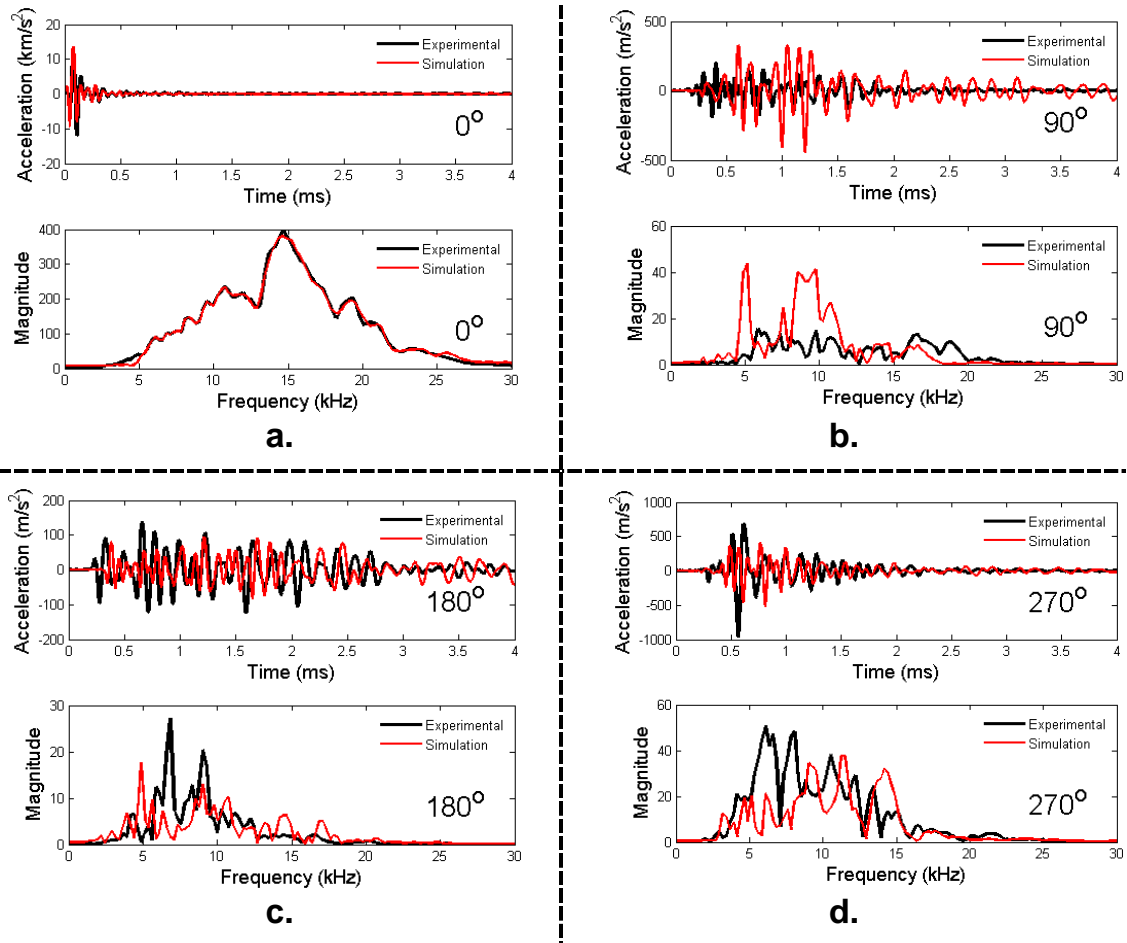 Acceleration (km/s²)
20
10
0
10
20
Experimental
Simulation
0°
0 0.5 1 1.5 2 2.5 3 3.5 4
Time (ms)
Magnitude
400
300
200
100
0
Experimental
Simulation
0°
0 5 10 15 20 25 30
Frequency (kHz)
a.
Acceleration (m/s²)
500
0
-500
Experimental
Simulation
90°
0 0.5 1 1.5 2 2.5 3 3.5 4
Time (ms)
Magnitude
60
40
20
0
Experimental
Simulation
90°
0 5 10 15 20 25 30
Frequency (kHz)
b.
Acceleration (m/s²)
200
100
0
-100
-200
Experimental
Simulation
180°
0 0.5 1 1.5 2 2.5 3 3.5 4
Time (ms)
Magnitude
30
20
10
0
Experimental
Simulation
180°
0 5 10 15 20 25 30
Frequency (kHz)
c.
Acceleration (m/s²)
1000
500
0
-500
-1000
Experimental
Simulation
270°
0 0.5 1 1.5 2 2.5 3 3.5 4
Time (ms)
Magnitude
60
40
20
0
Experimental
Simulation
270°
0 5 10 15 20 25 30
Frequency (kHz)
d.